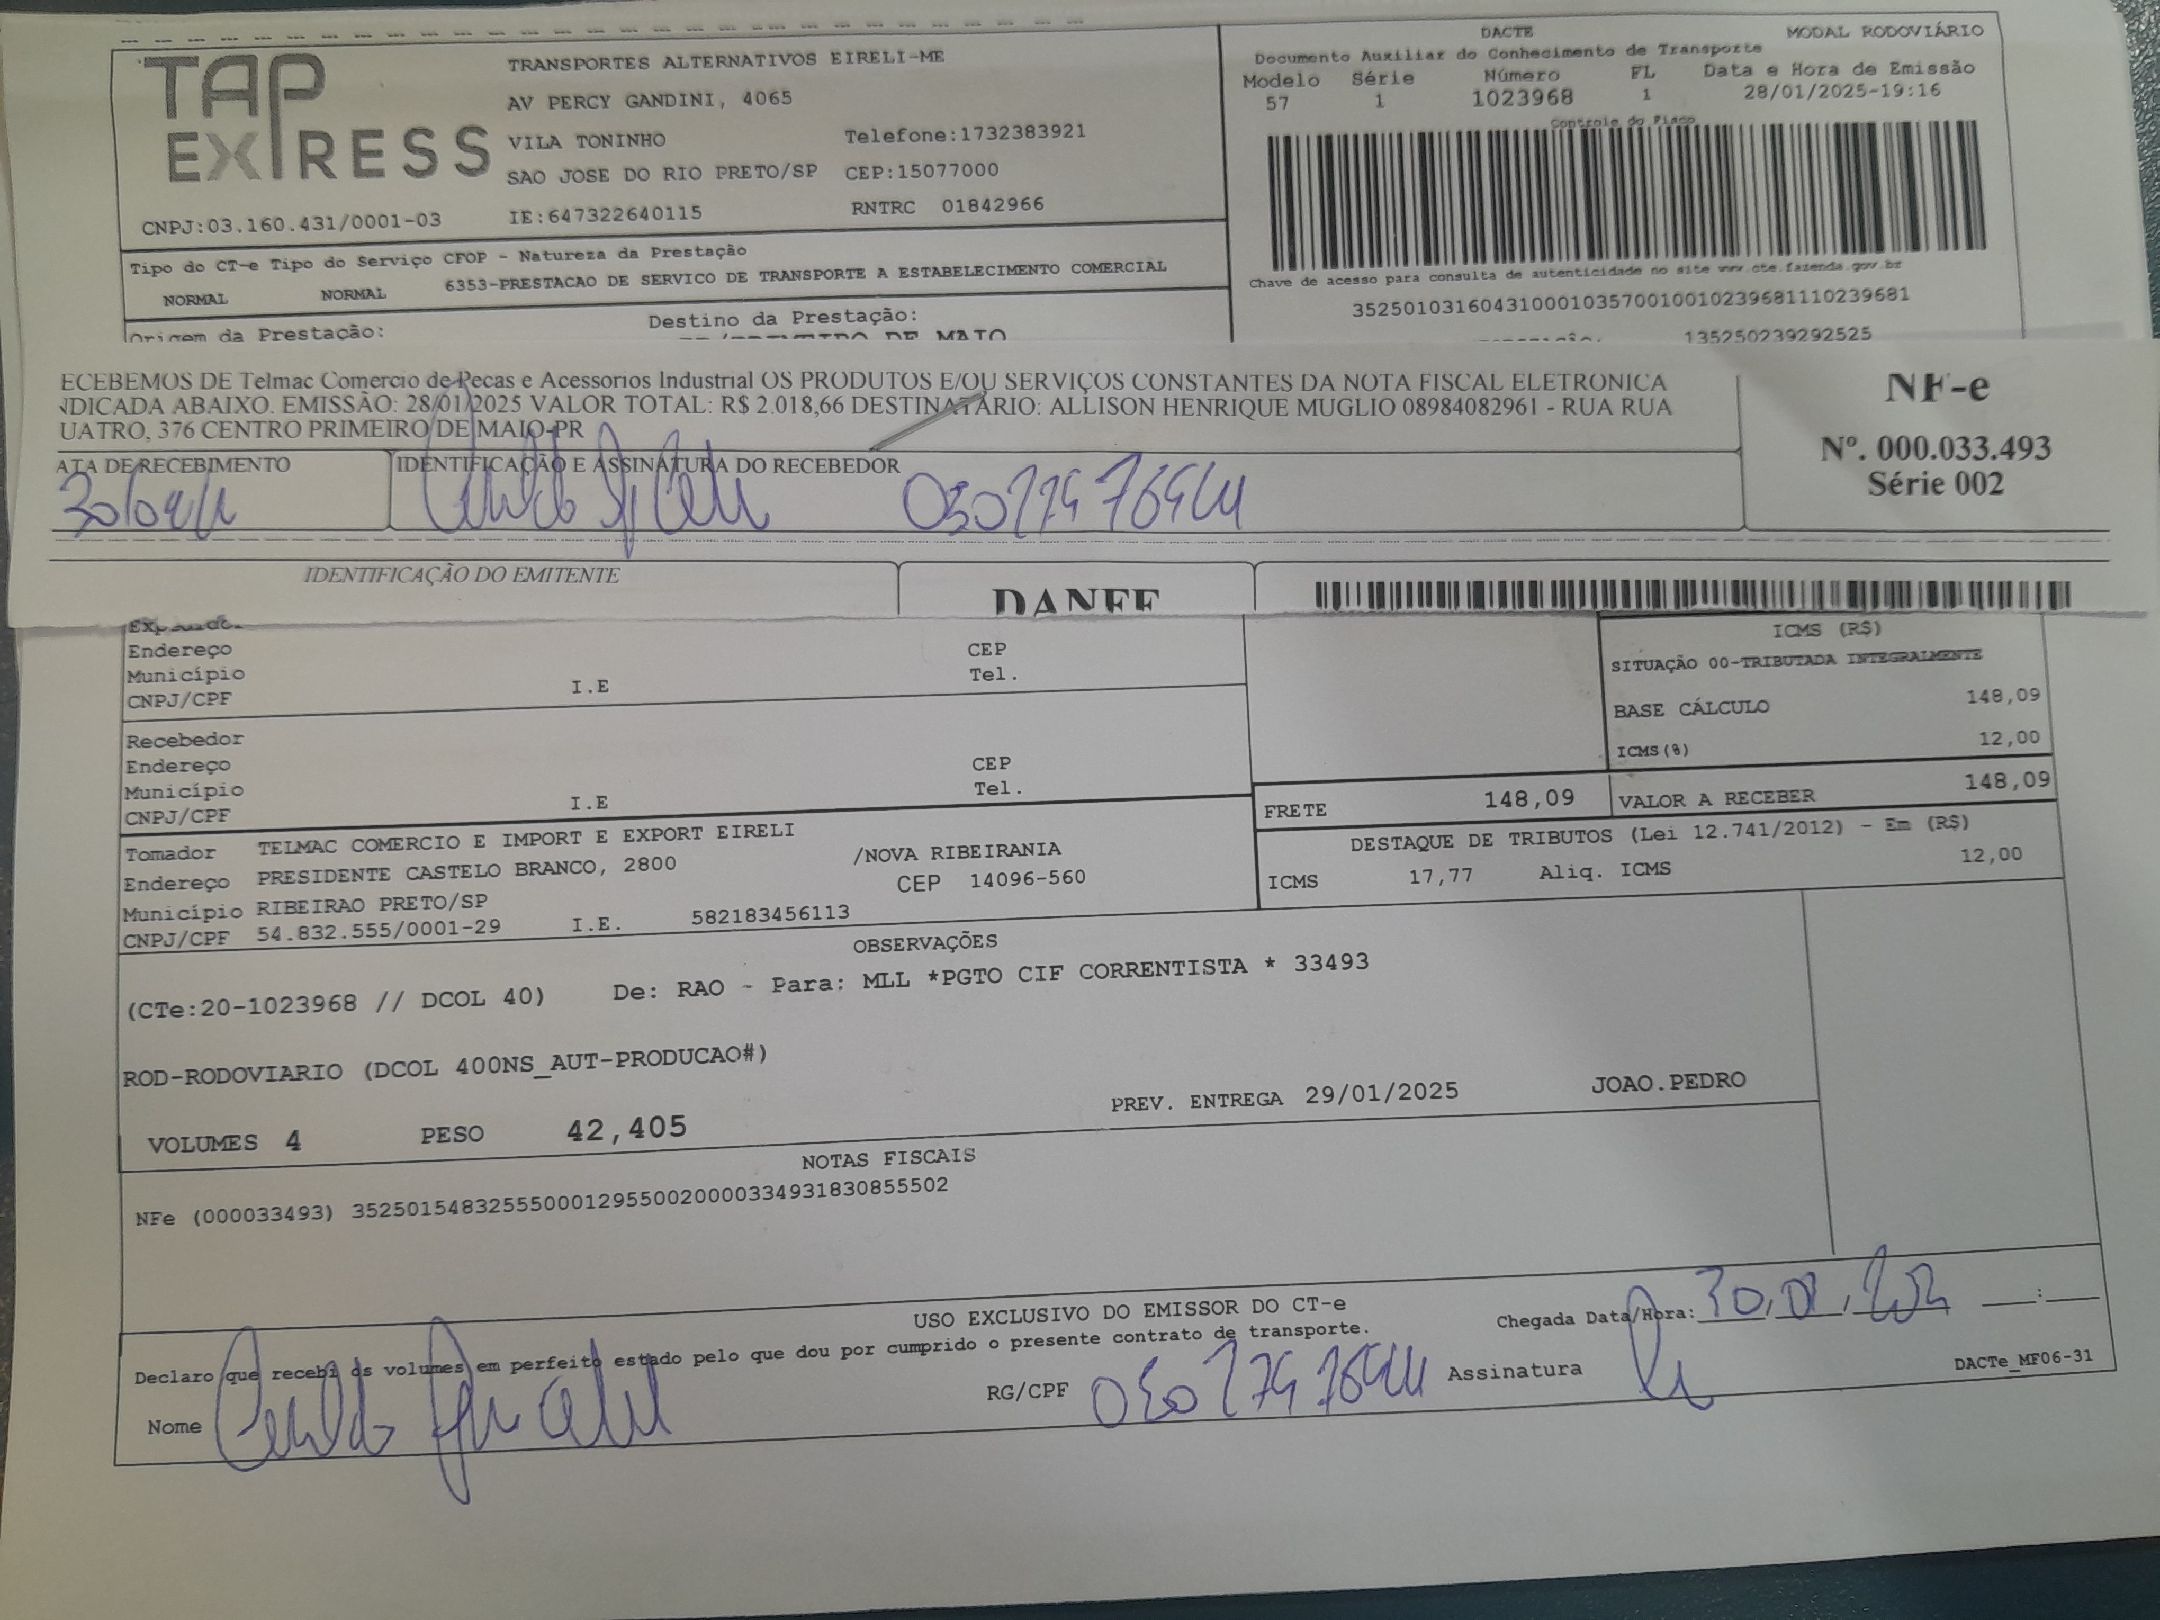 TAP EXPRESS
TRANSPORTES ALTERNATIVOS EIRELI-ME
AV PERCY GANDINI, 4065
VILA TONINHO Telefone:1732383921
SAO JOSE DO RIO PRETO/SP CEP:15077000
CNPJ:03.160.431/0001-03 IE:647322640115 RNTRC 01842966
DACTE MODAL RODOVIÁRIO
Documento Auxiliar do Conhecimento de Transporte
Modelo Série Número FL Data e Hora de Emissão
57 1 1023968 1 28/01/2025-19:16
Controle do Fisco
Chave de acesso para consulta de autenticidade no site www.cte.fazenda.gov.br
35250103160431000103570010010239681110239681
135250239292525
Tipo do CT-e Tipo do Serviço CFOP - Natureza da Prestação
NORMAL NORMAL 6353-PRESTACAO DE SERVICO DE TRANSPORTE A ESTABELECIMENTO COMERCIAL
Origem da Prestação: Destino da Prestação:
DE MAIO
ECEBEMOS DE Telmac Comercio de Pecas e Acessorios Industrial OS PRODUTOS E/OU SERVIÇOS CONSTANTES DA NOTA FISCAL ELETRONICA
NDICADA ABAIXO. EMISSÃO: 28/01/2025 VALOR TOTAL: R$ 2.018,66 DESTINATÁRIO: ALLISON HENRIQUE MUGLIO 08984082961 - RUA RUA
UATRO, 376 CENTRO PRIMEIRO DE MAIO-PR
ATA DE RECEBIMENTO IDENTIFICAÇÃO E ASSINATURA DO RECEBEDOR
NF-e
Nº. 000.033.493
Série 002
IDENTIFICAÇÃO DO EMITENTE DANFE
Endereço CEP
Município Tel.
CNPJ/CPF I.E
Recebedor
Endereço CEP
Município Tel.
CNPJ/CPF I.E
ICMS (R$)
SITUAÇÃO 00-TRIBUTADA INTEGRALMENTE
BASE CÁLCULO 148,09
ICMS(%) 12,00
FRETE 148,09 VALOR A RECEBER 148,09
DESTAQUE DE TRIBUTOS (Lei 12.741/2012) - Em (R$)
ICMS 17,77 Aliq. ICMS 12,00
Tomador TELMAC COMERCIO E IMPORT E EXPORT EIRELI
Endereço PRESIDENTE CASTELO BRANCO, 2800 /NOVA RIBEIRANIA
Município RIBEIRAO PRETO/SP CEP 14096-560
CNPJ/CPF 54.832.555/0001-29 I.E. 582183456113
OBSERVAÇÕES
(CTe:20-1023968 // DCOL 40) De: RAO - Para: MLL *PGTO CIF CORRENTISTA * 33493
ROD-RODOVIARIO (DCOL 400NS_AUT-PRODUCAO#)
PREV. ENTREGA 29/01/2025 JOAO.PEDRO
VOLUMES 4 PESO 42,405
NOTAS FISCAIS
NFe (000033493) 35250154832555000129550020000334931830855502
USO EXCLUSIVO DO EMISSOR DO CT-e
Declaro que recebi os volumes em perfeito estado pelo que dou por cumprido o presente contrato de transporte.
Chegada Data/Hora: : 
Nome RG/CPF Assinatura
DACTe_MF06-31